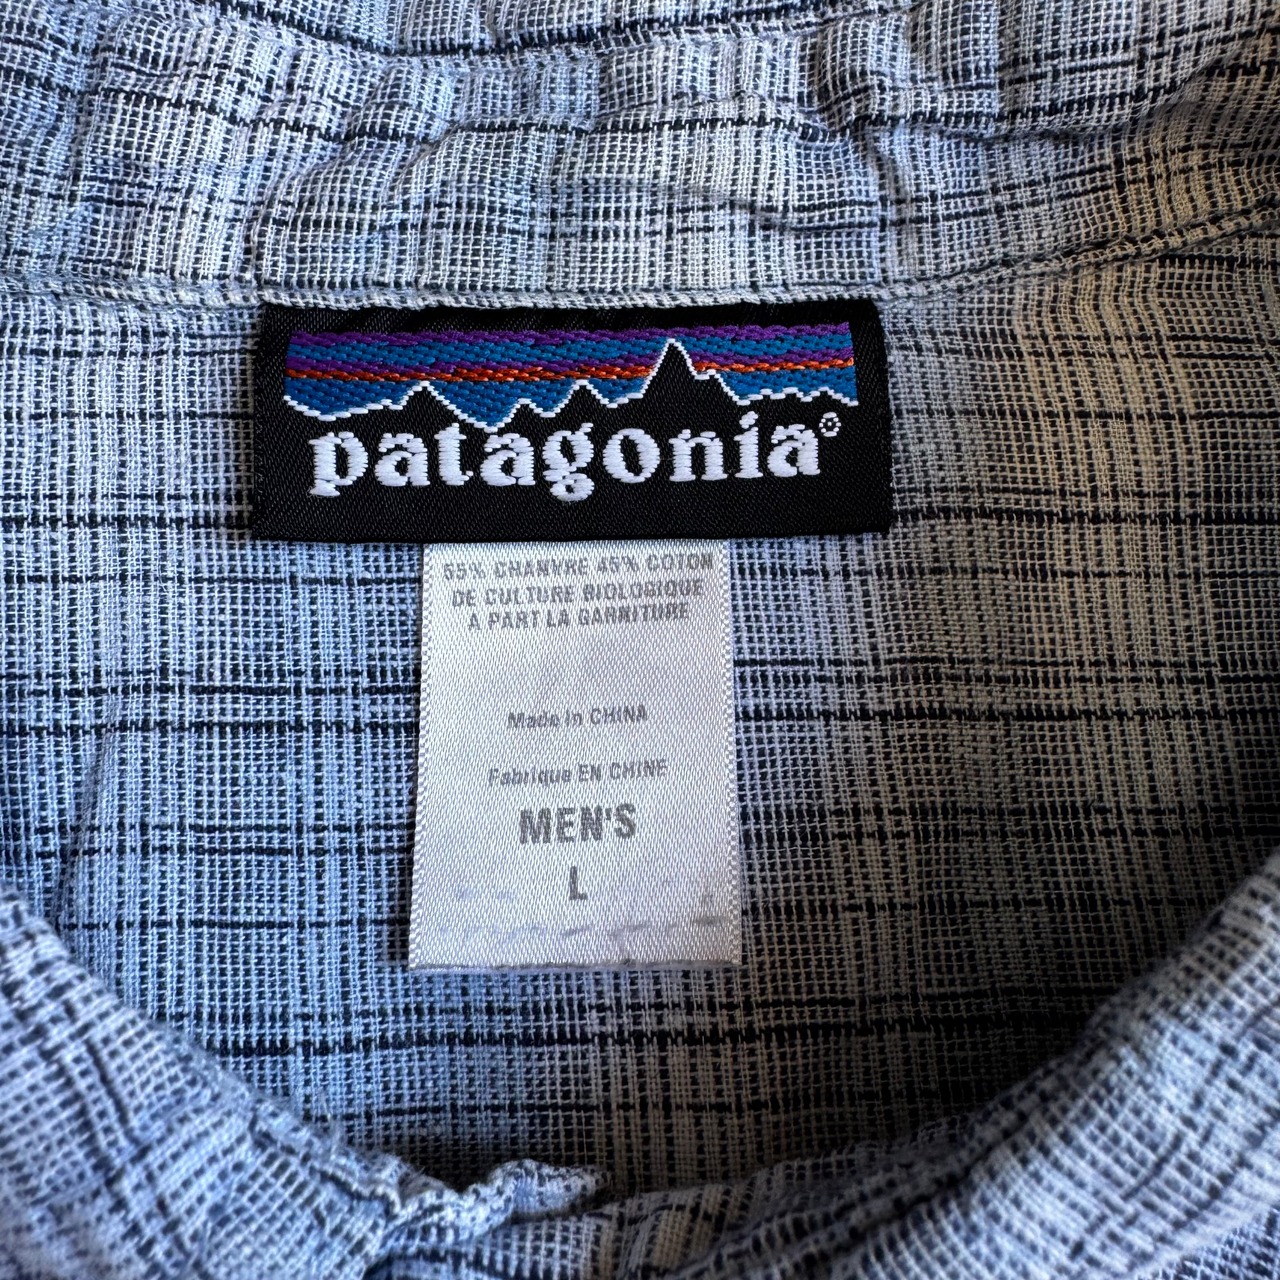 patagonia®
55% CHANVRE 45% COTON
DE CULTURE BIOLOGIQUE
A PART LA GARNITURE
Made in CHINA
Fabrique EN CHINE
MEN'S
L